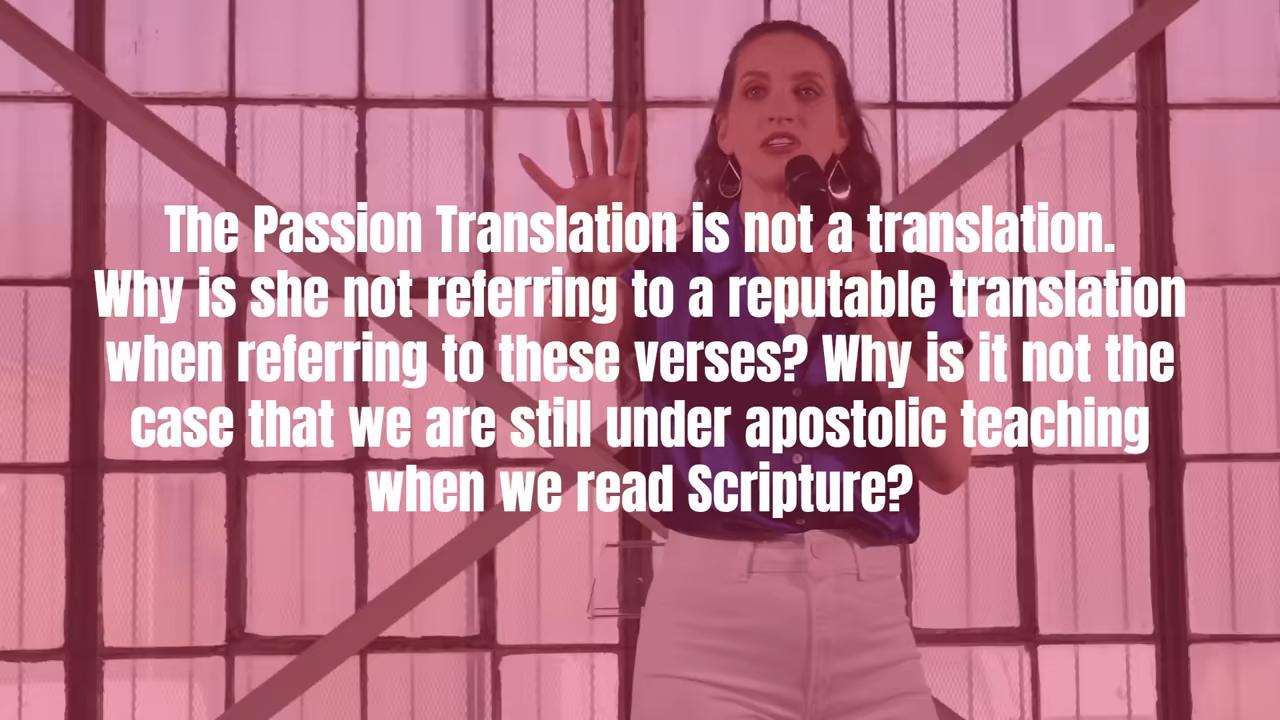 The Passion Translation is not a translation.
Why is she not referring to a reputable translation
when referring to these verses? Why is it not the
case that we are still under apostolic teaching
when we read Scripture?